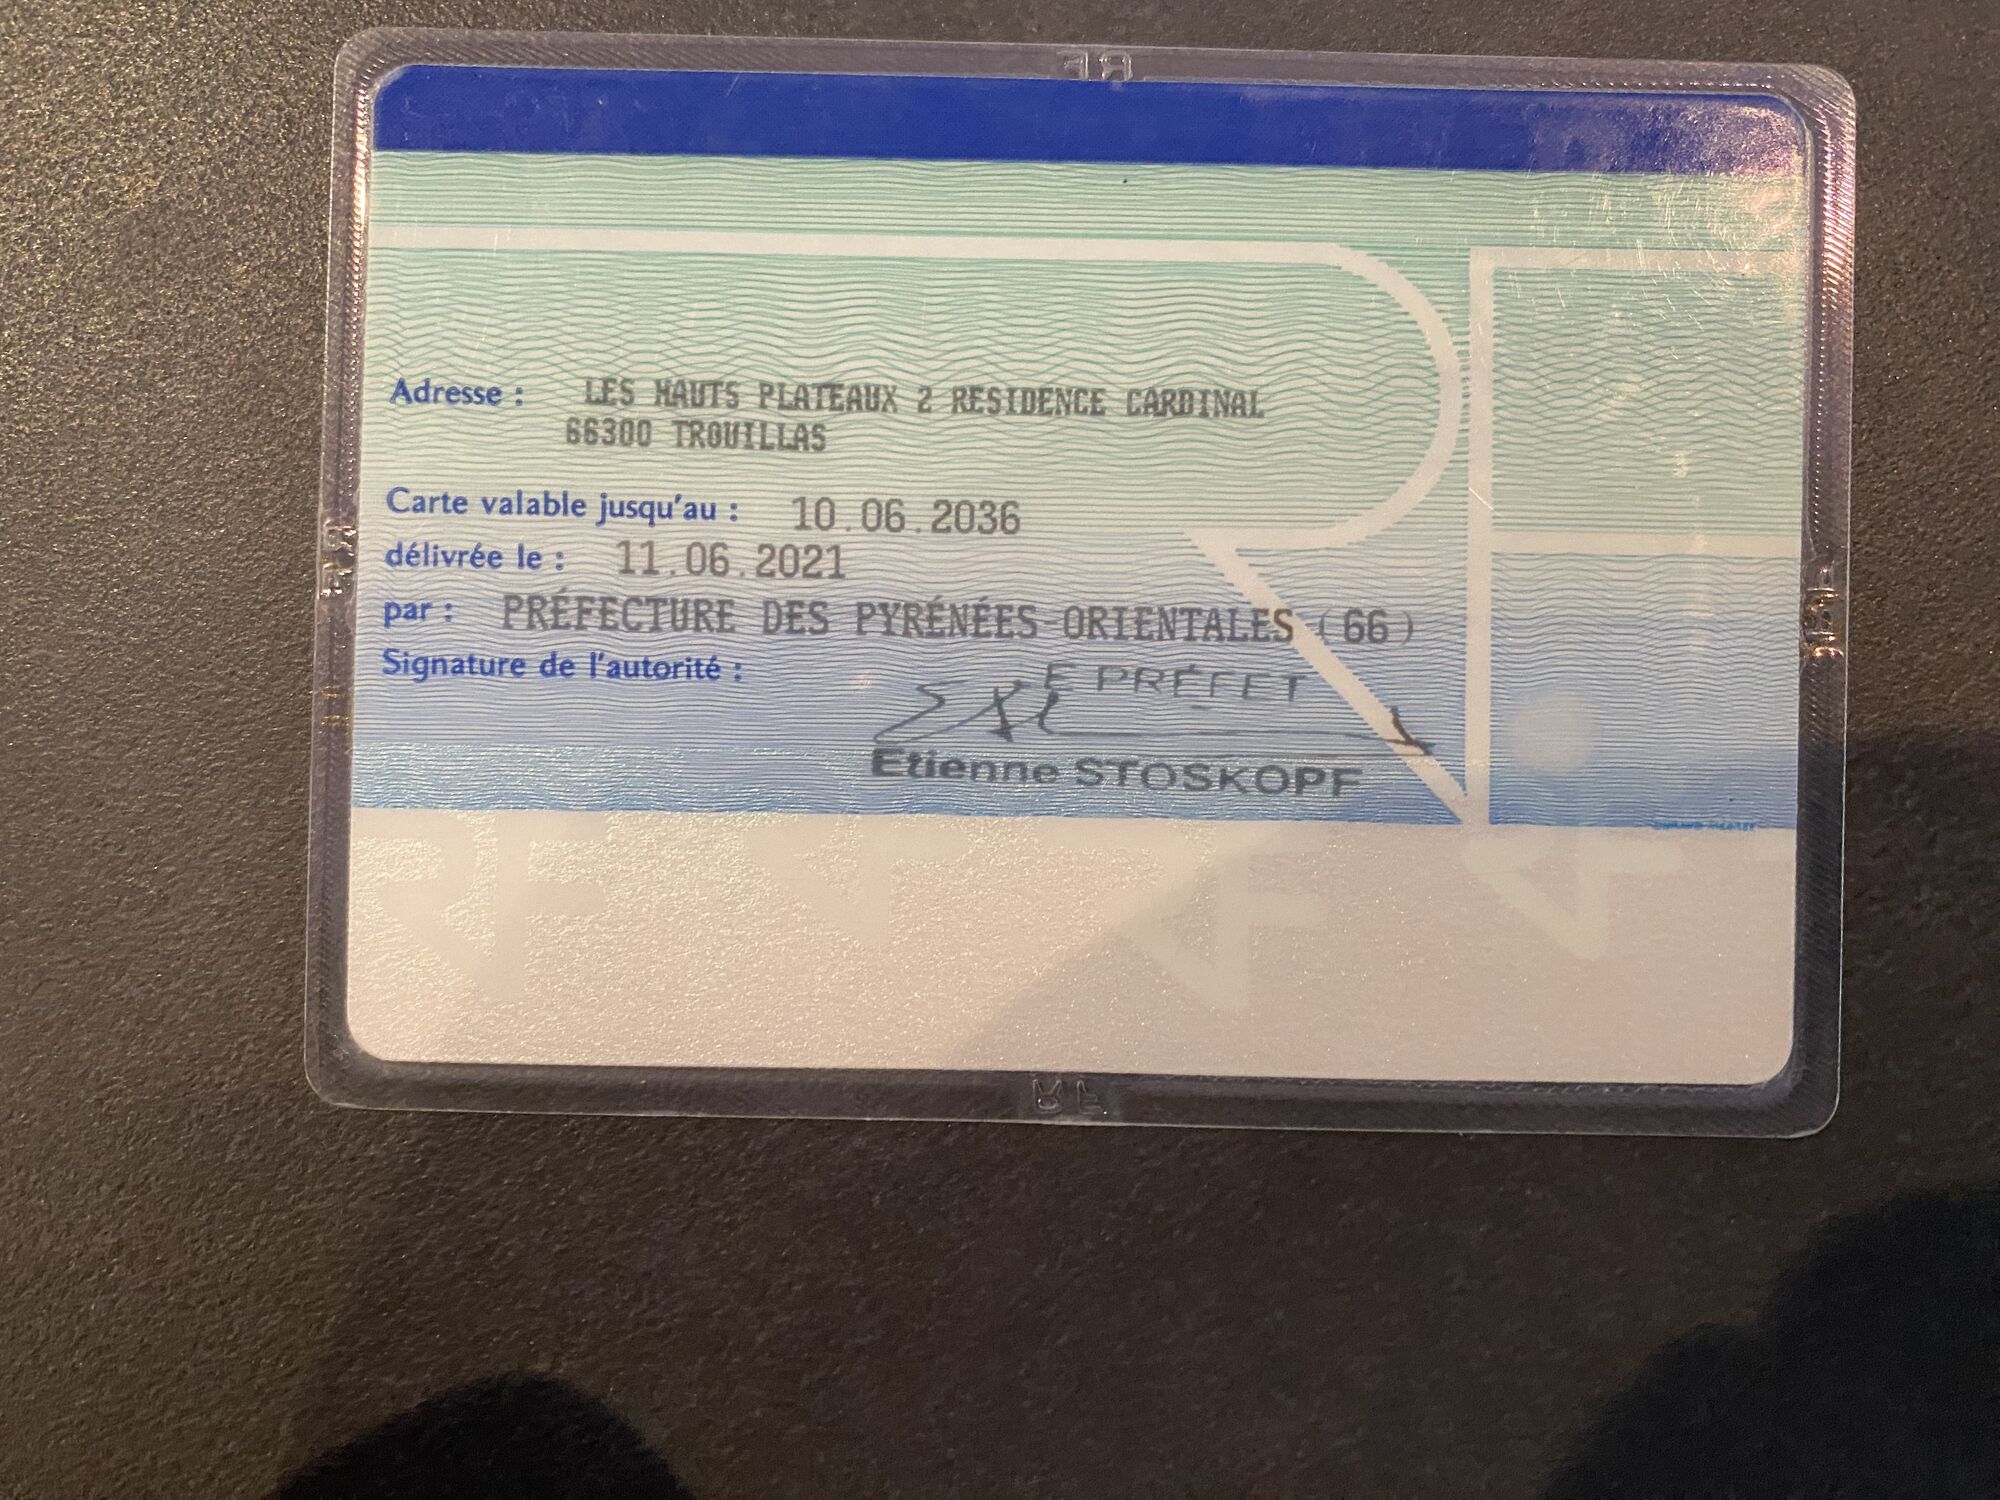 Adresse : LES HAUTS PLATEAUX 2 RESIDENCE CARDINAL
66300 TROUILLAS
Carte valable jusqu'au : 10.06.2036
délivrée le : 11.06.2021
par : PRÉFECTURE DES PYRÉNÉES-ORIENTALES (66)
Signature de l'autorité :
E PRÉFET
Etienne STOSKOPF
RF